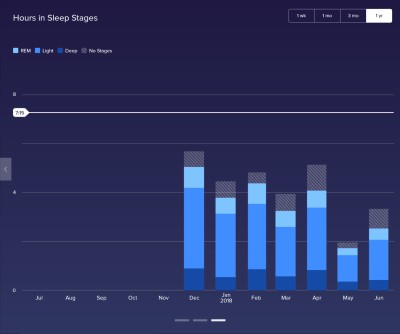 Hours in Sleep Stages
1 wk 1 mo 3 mo 1 yr
REM Light Deep No Stages
8
7:15
4
0
Jul Aug Sep Oct Nov Dec Jan Feb Mar Apr May Jun
2018